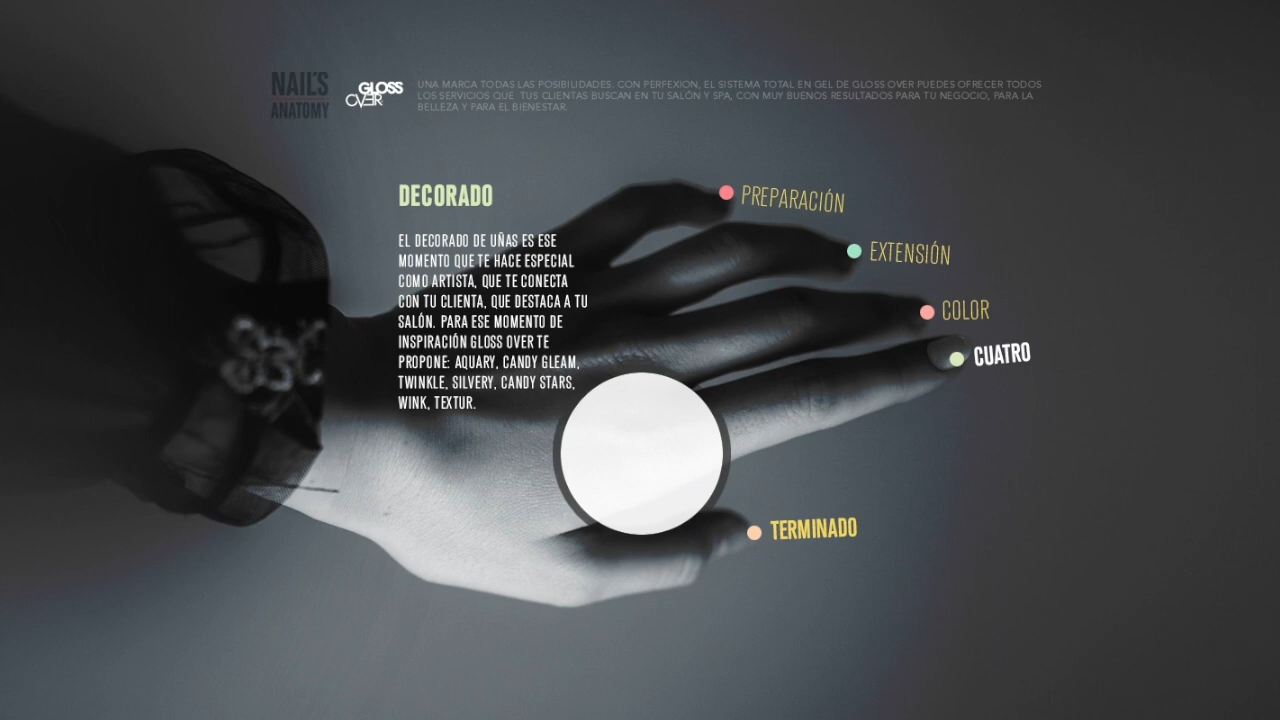 NAIL'S
ANATOMY
GLOSS
OVER
UNA MARCA TODAS LAS POSIBILIDADES. CON PERFEXION, EL SISTEMA TOTAL EN GEL DE GLOSS OVER PUEDES OFRECER TODOS
LOS SERVICIOS QUE TUS CLIENTAS BUSCAN EN TU SALÓN Y SPA, CON MUY BUENOS RESULTADOS PARA TU NEGOCIO, PARA LA
BELLEZA Y PARA EL BIENESTAR.
DECORADO
EL DECORADO DE UÑAS ES ESE
MOMENTO QUE TE HACE ESPECIAL
COMO ARTISTA, QUE TE CONECTA
CON TU CLIENTA, QUE DESTACA A TU
SALÓN. PARA ESE MOMENTO DE
INSPIRACIÓN GLOSS OVER TE
PROPONE: AQUARY, CANDY GLEAM,
TWINKLE, SILVERY, CANDY STARS,
WINK, TEXTUR.
PREPARACIÓN
EXTENSIÓN
COLOR
CUATRO
TERMINADO